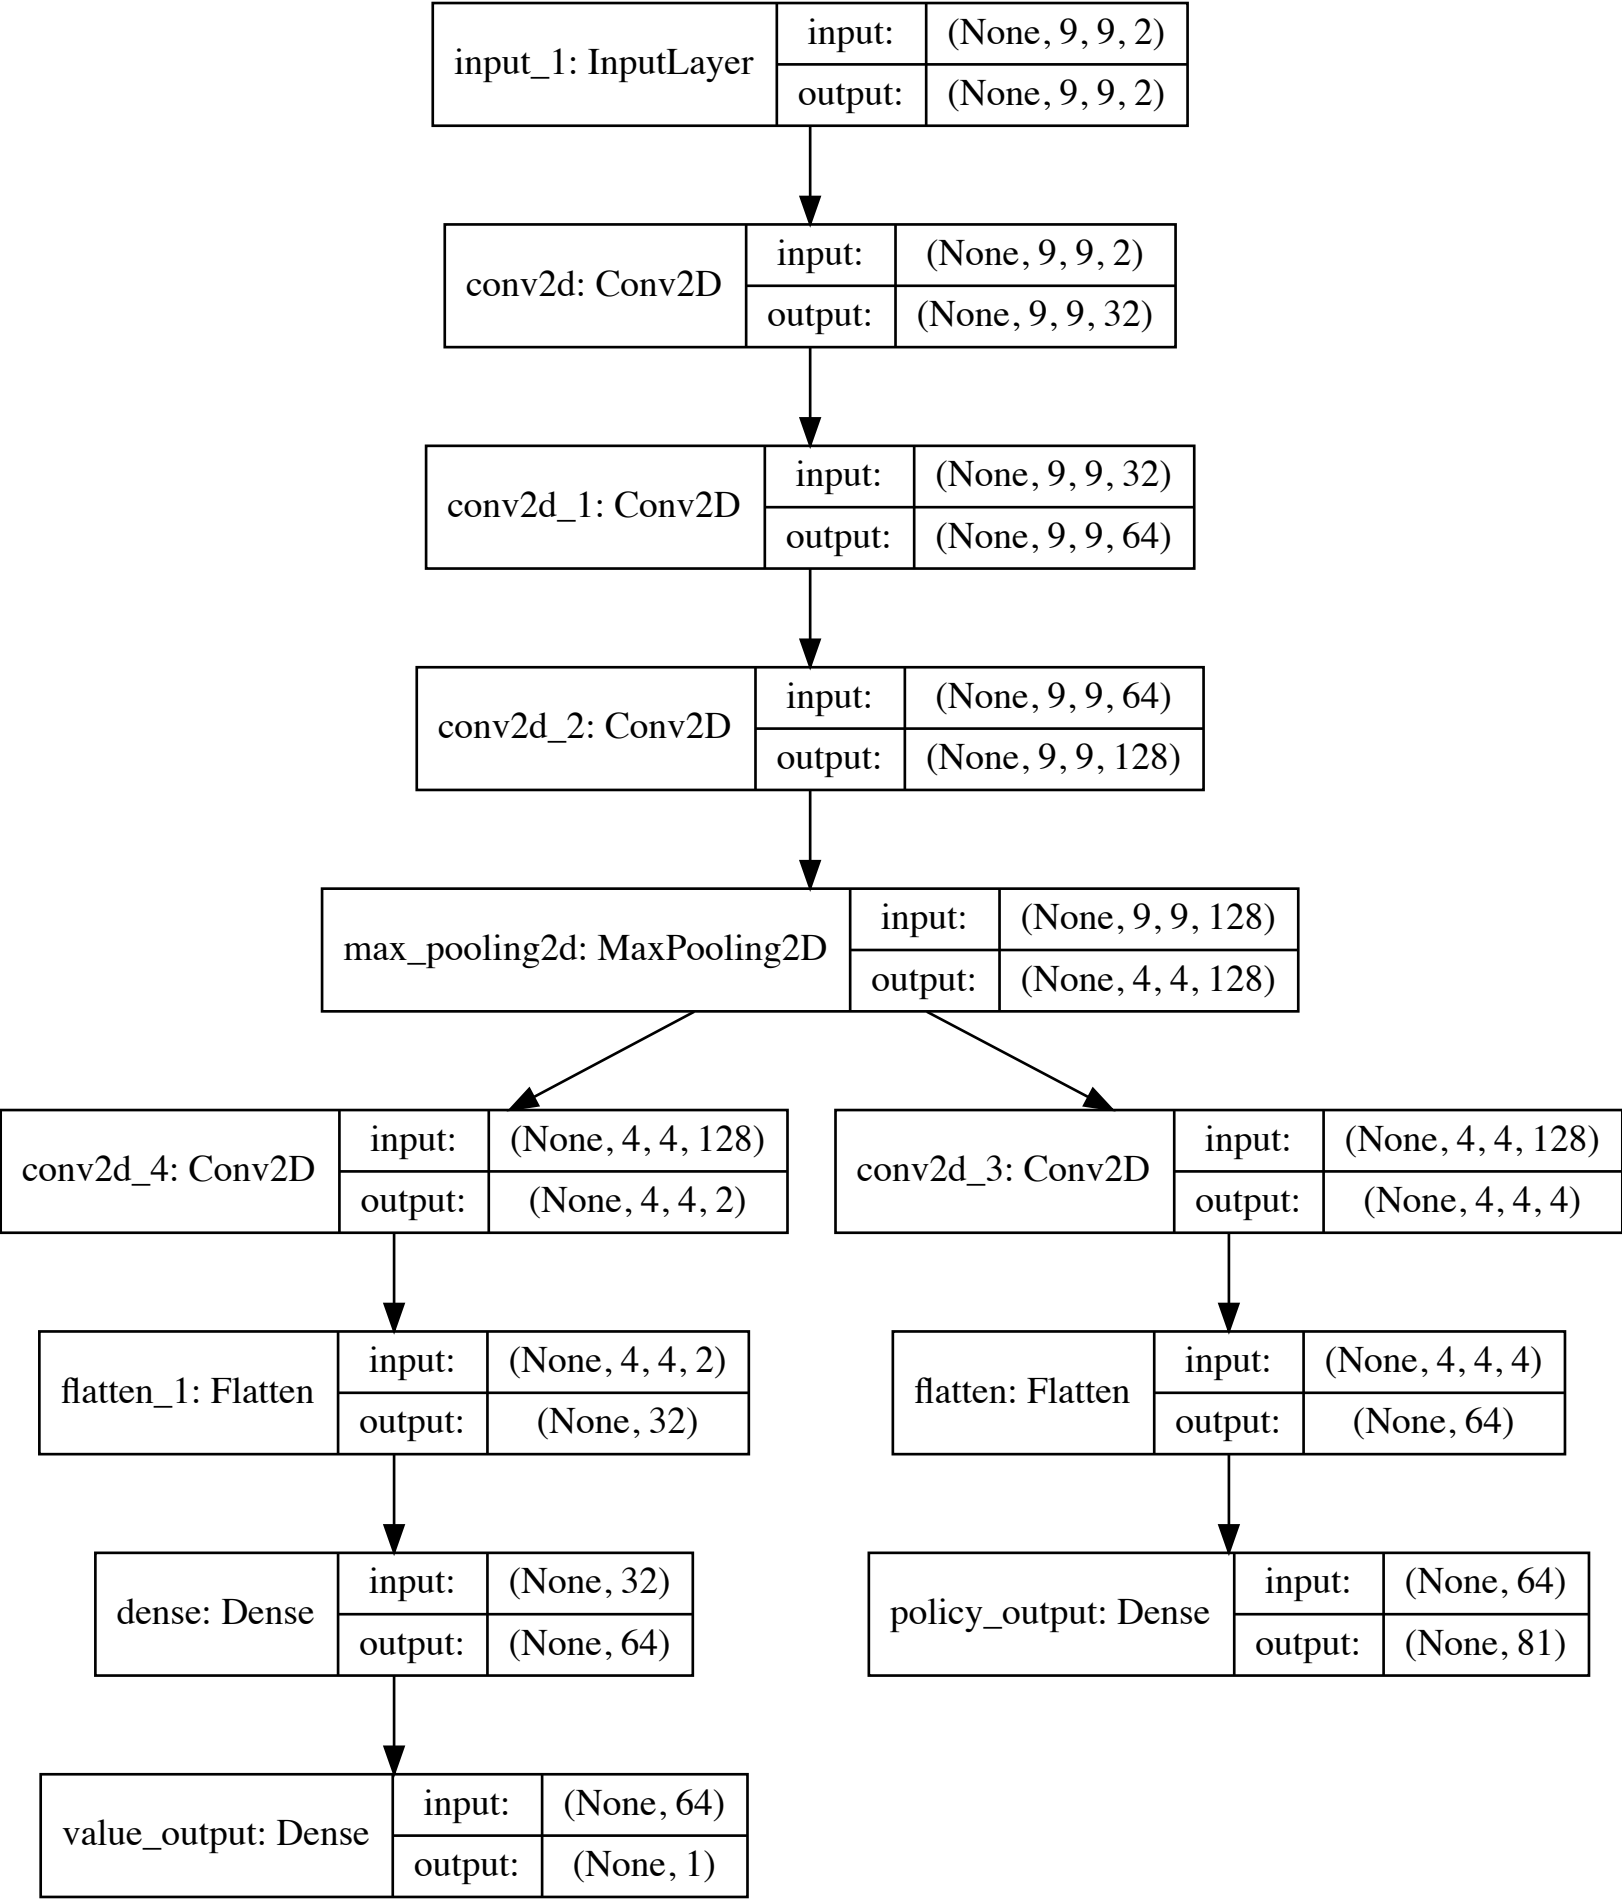 input_1: InputLayer
input:
(None, 9, 9, 2)
output:
(None, 9, 9, 2)
conv2d: Conv2D
input:
(None, 9, 9, 2)
output:
(None, 9, 9, 32)
conv2d_1: Conv2D
input:
(None, 9, 9, 32)
output:
(None, 9, 9, 64)
conv2d_2: Conv2D
input:
(None, 9, 9, 64)
output:
(None, 9, 9, 128)
max_pooling2d: MaxPooling2D
input:
(None, 9, 9, 128)
output:
(None, 4, 4, 128)
conv2d_4: Conv2D
input:
(None, 4, 4, 128)
output:
(None, 4, 4, 2)
conv2d_3: Conv2D
input:
(None, 4, 4, 128)
output:
(None, 4, 4, 4)
flatten_1: Flatten
input:
(None, 4, 4, 2)
output:
(None, 32)
flatten: Flatten
input:
(None, 4, 4, 4)
output:
(None, 64)
dense: Dense
input:
(None, 32)
output:
(None, 64)
policy_output: Dense
input:
(None, 64)
output:
(None, 81)
value_output: Dense
input:
(None, 64)
output:
(None, 1)